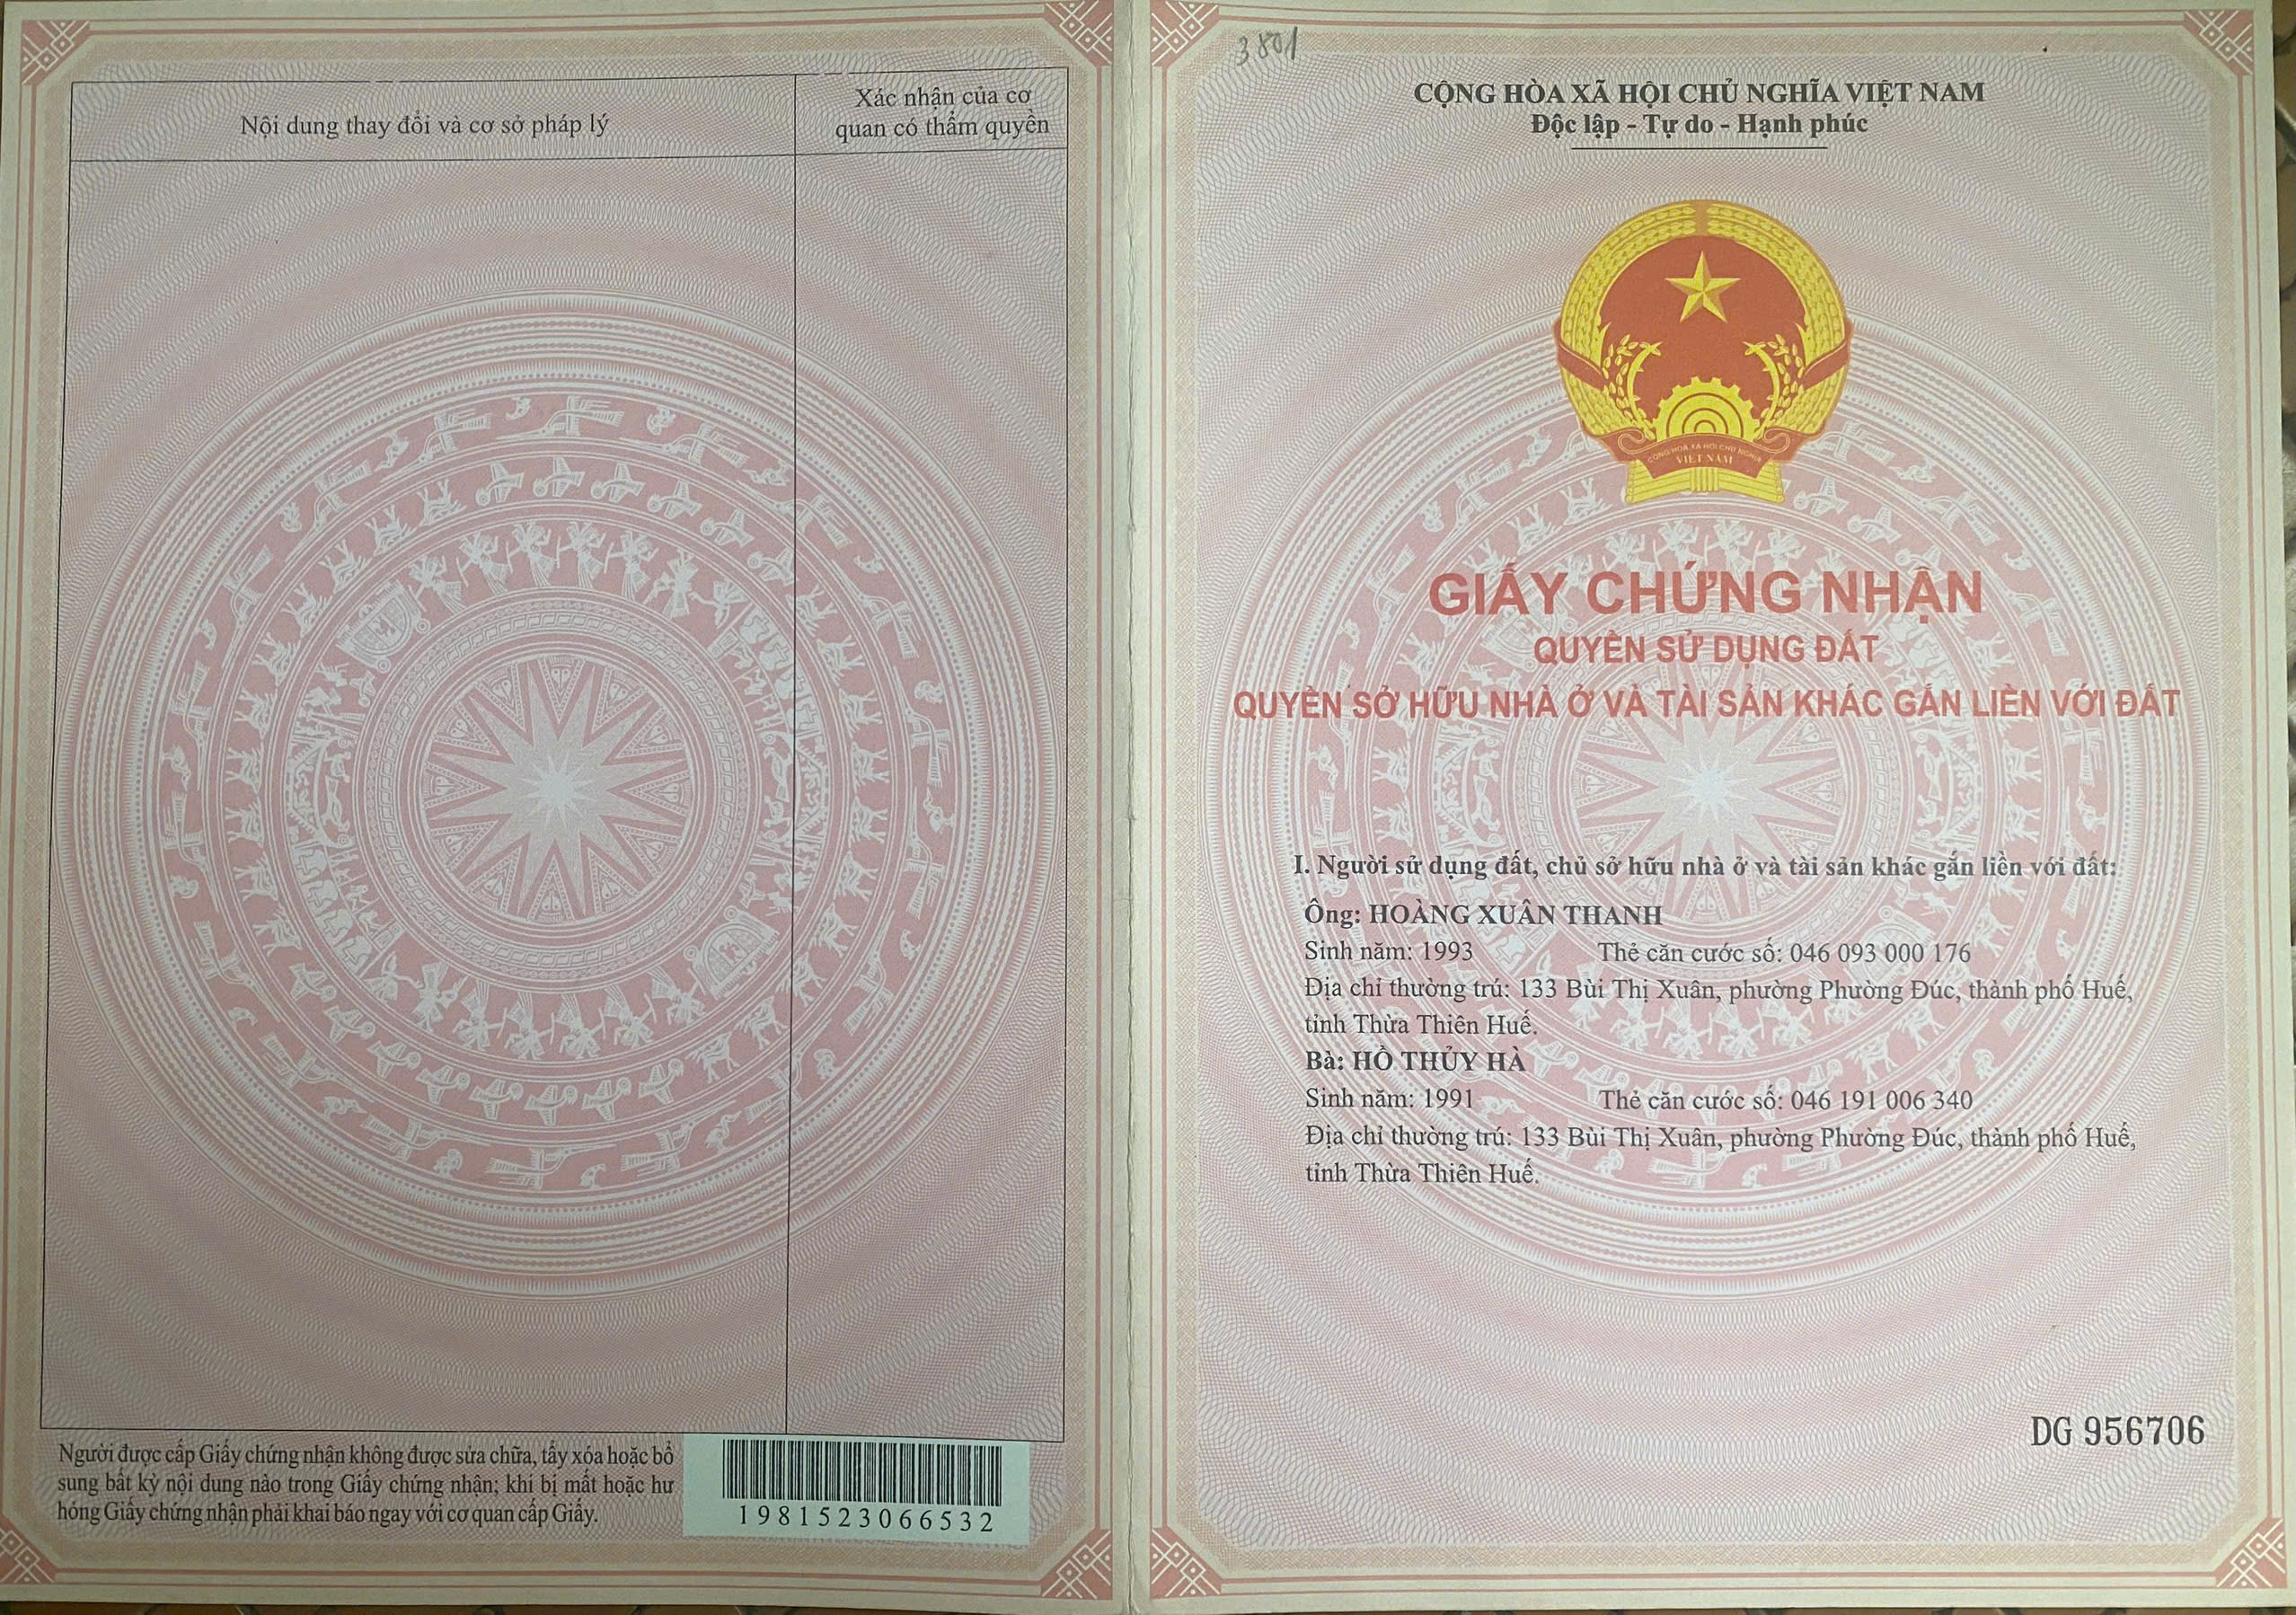 Nội dung thay đổi và cơ sở pháp lý
Xác nhận của cơ
quan có thẩm quyền
Người được cấp Giấy chứng nhận không được sửa chữa, tẩy xóa hoặc bổ
sung bất kỳ nội dung nào trong Giấy chứng nhận; khi bị mất hoặc hư
hỏng Giấy chứng nhận phải khai báo ngay với cơ quan cấp Giấy.
1981523066532
3801
CỘNG HÒA XÃ HỘI CHỦ NGHĨA VIỆT NAM
Độc lập - Tự do - Hạnh phúc
CỘNG HÒA XÃ HỘI CHỦ NGHĨA
VIỆT NAM
GIẤY CHỨNG NHẬN
QUYỀN SỬ DỤNG ĐẤT
QUYỀN SỞ HỮU NHÀ Ở VÀ TÀI SẢN KHÁC GẮN LIỀN VỚI ĐẤT
I. Người sử dụng đất, chủ sở hữu nhà ở và tài sản khác gắn liền với đất:
Ông: HOÀNG XUÂN THANH
Sinh năm: 1993 Thẻ căn cước số: 046 093 000 176
Địa chỉ thường trú: 133 Bùi Thị Xuân, phường Phường Đúc, thành phố Huế,
tỉnh Thừa Thiên Huế.
Bà: HỒ THỦY HÀ
Sinh năm: 1991 Thẻ căn cước số: 046 191 006 340
Địa chỉ thường trú: 133 Bùi Thị Xuân, phường Phường Đúc, thành phố Huế,
tỉnh Thừa Thiên Huế.
DG 956706